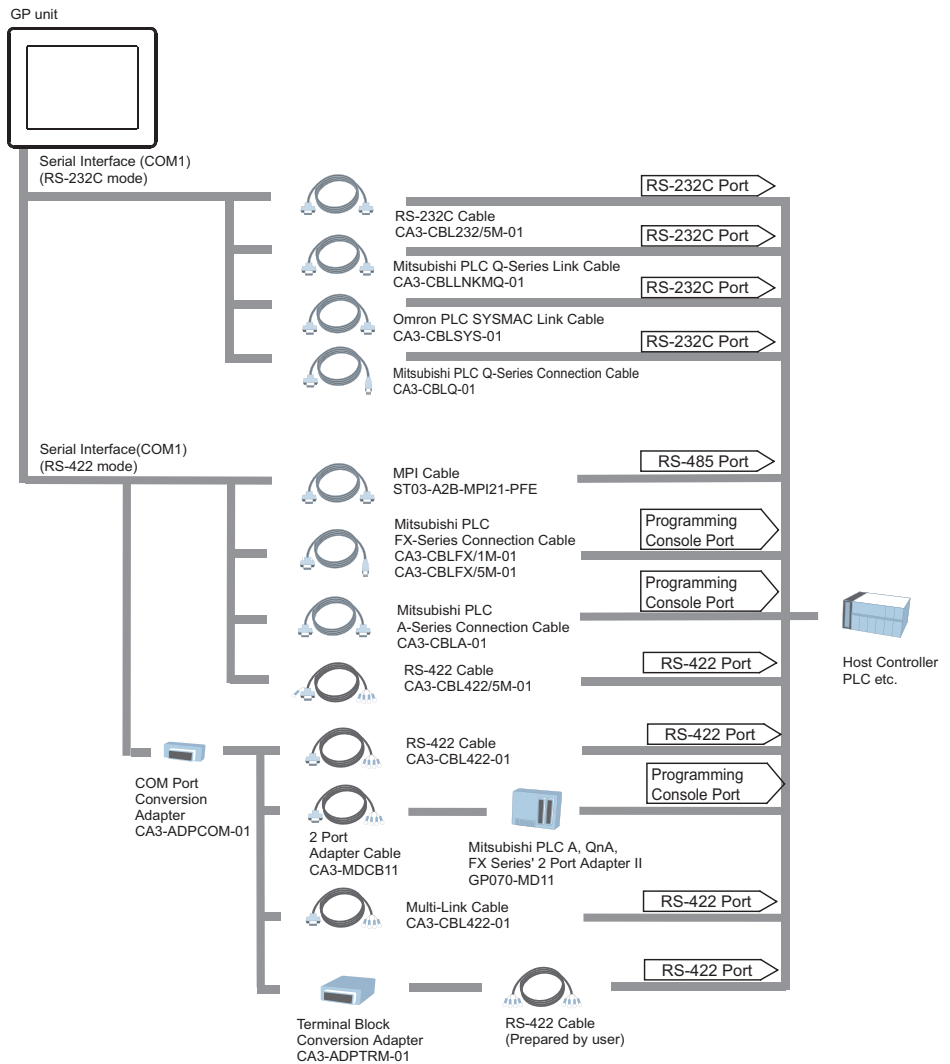 GP unit
Serial Interface (COM1)
(RS-232C mode)
RS-232C Port
RS-232C Cable
CA3-CBL232/5M-01
RS-232C Port
Mitsubishi PLC Q-Series Link Cable
CA3-CBLLNKMQ-01
RS-232C Port
Omron PLC SYSMAC Link Cable
CA3-CBLSYS-01
RS-232C Port
Mitsubishi PLC Q-Series Connection Cable
CA3-CBLQ-01
Serial Interface(COM1)
(RS-422 mode)
RS-485 Port
MPI Cable
ST03-A2B-MPI21-PFE
Programming
Console Port
Mitsubishi PLC
FX-Series Connection Cable
CA3-CBLFX/1M-01
CA3-CBLFX/5M-01
Programming
Console Port
Mitsubishi PLC
A-Series Connection Cable
CA3-CBLA-01
Host Controller
PLC etc.
RS-422 Port
RS-422 Cable
CA3-CBL422/5M-01
RS-422 Port
RS-422 Cable
CA3-CBL422-01
COM Port
Conversion
Adapter
CA3-ADPCOM-01
Programming
Console Port
2 Port
Adapter Cable
CA3-MDCB11
Mitsubishi PLC A, QnA,
FX Series' 2 Port Adapter II
GP070-MD11
RS-422 Port
Multi-Link Cable
CA3-CBL422-01
RS-422 Port
Terminal Block
Conversion Adapter
CA3-ADPTRM-01
RS-422 Cable
(Prepared by user)